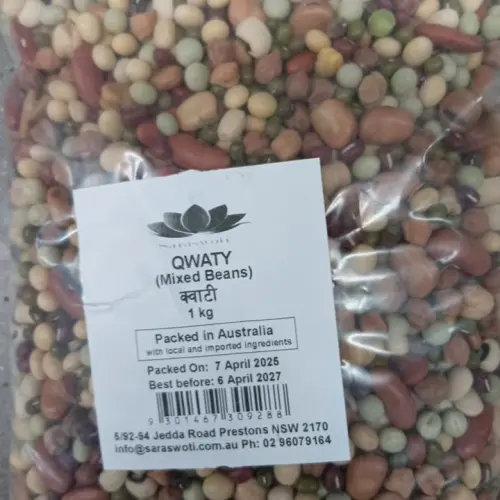 SARASWOTI
QWATY
(Mixed Beans)
क्वाटी
1 kg
Packed in Australia
with local and imported ingredients
Packed On: 7 April 2025
Best before: 6 April 2027
9 301467 309288
5/92-94 Jedda Road Prestons NSW 2170
info@saraswoti.com.au Ph: 02 96079164